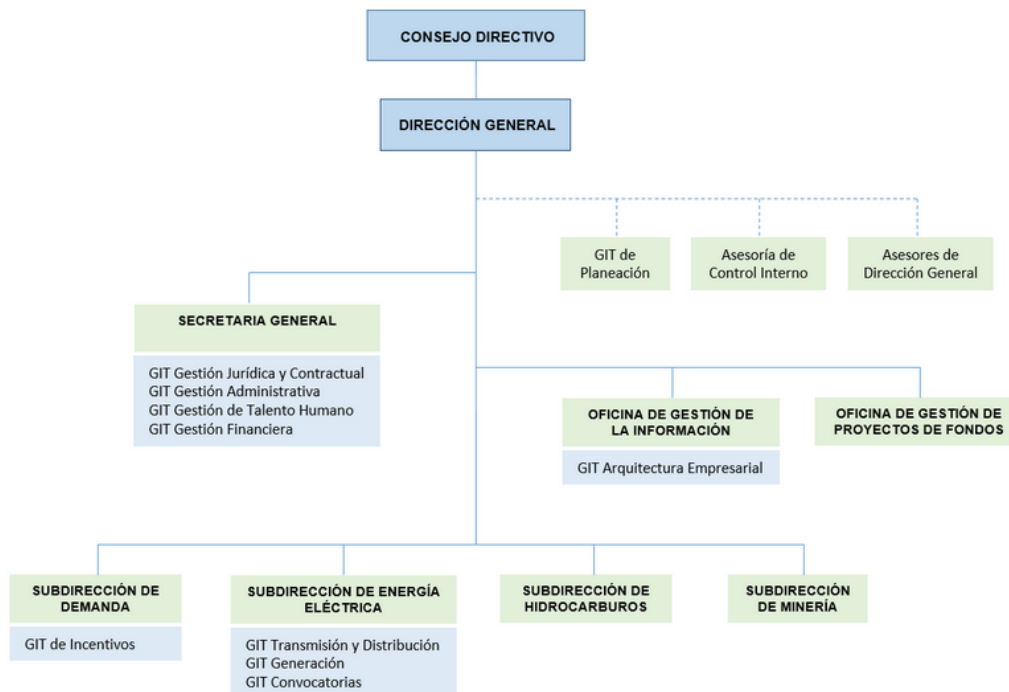 CONSEJO DIRECTIVO
DIRECCIÓN GENERAL
GIT de
Planeación
Asesoría de
Control Interno
Asesores de
Dirección General
SECRETARIA GENERAL
GIT Gestión Jurídica y Contractual
GIT Gestión Administrativa
GIT Gestión de Talento Humano
GIT Gestión Financiera
OFICINA DE GESTIÓN DE
LA INFORMACIÓN
GIT Arquitectura Empresarial
OFICINA DE GESTIÓN DE
PROYECTOS DE FONDOS
SUBDIRECCIÓN DE
DEMANDA
GIT de Incentivos
SUBDIRECCIÓN DE ENERGÍA
ELÉCTRICA
GIT Transmisión y Distribución
GIT Generación
GIT Convocatorias
SUBDIRECCIÓN DE
HIDROCARBUROS
SUBDIRECCIÓN
DE MINERÍA